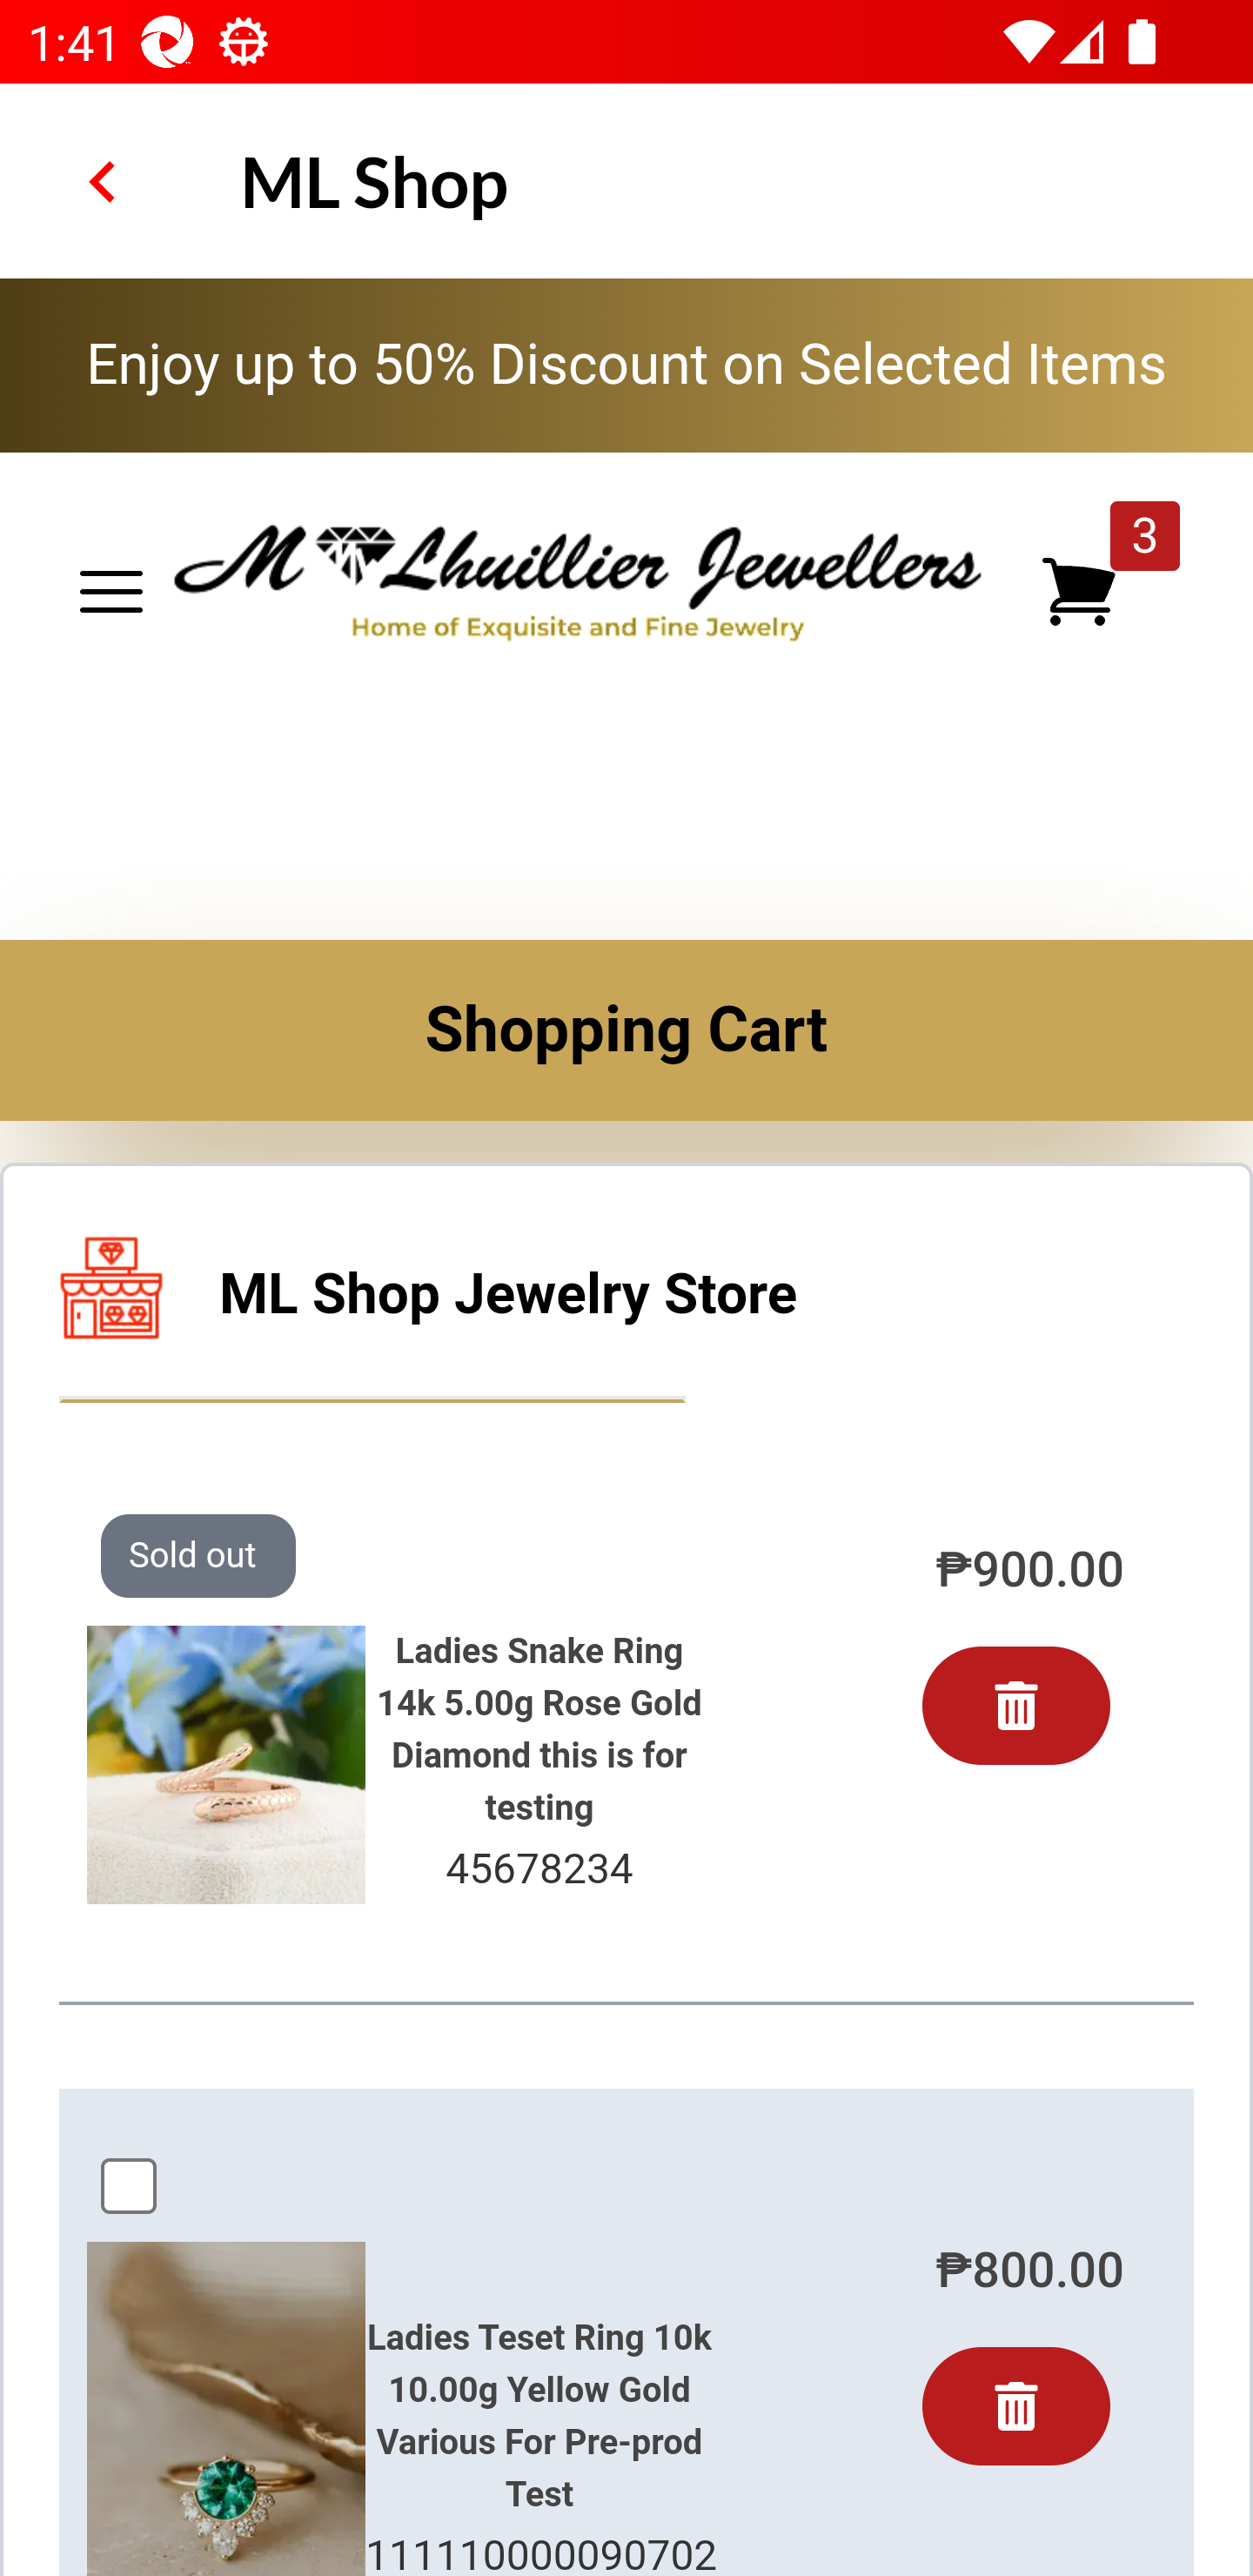 1:41
ML Shop
Enjoy up to 50% Discount on Selected Items
3
M Lhuillier Jewellers
Home of Exquisite and Fine Jewelry
Shopping Cart
ML Shop Jewelry Store
Sold out
₱900.00
Ladies Snake Ring
14k 5.00g Rose Gold
Diamond this is for
testing
45678234
₱800.00
Ladies Teset Ring 10k
10.00g Yellow Gold
Various For Pre-prod
Test
111110000090702